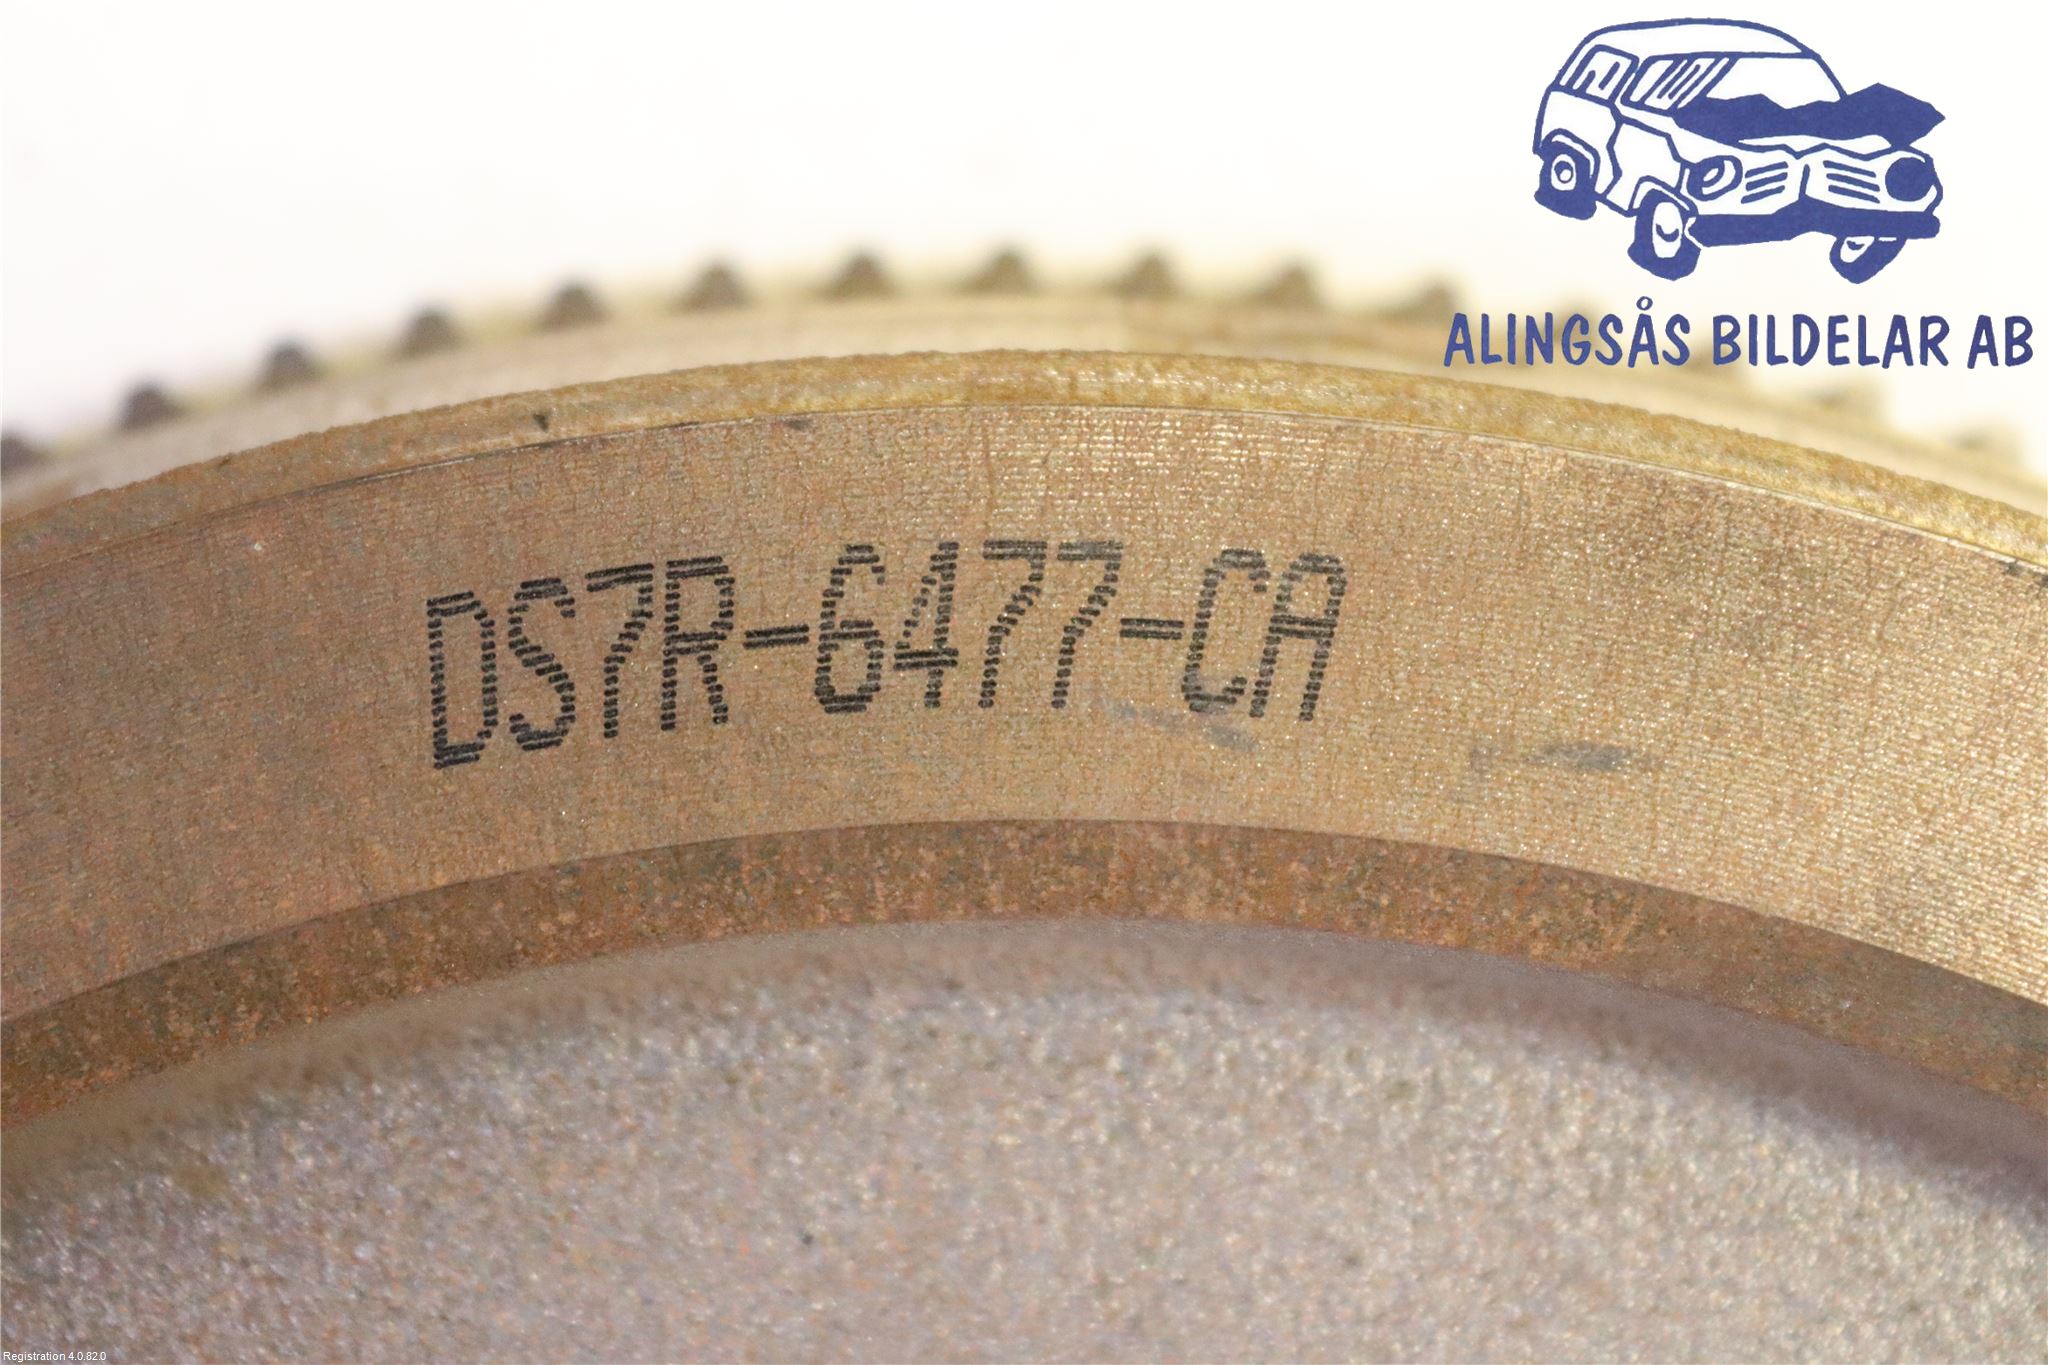 ALINGSÅS BILDELAR AB
DS7R-6477-CA
Registration 4.0.82.0